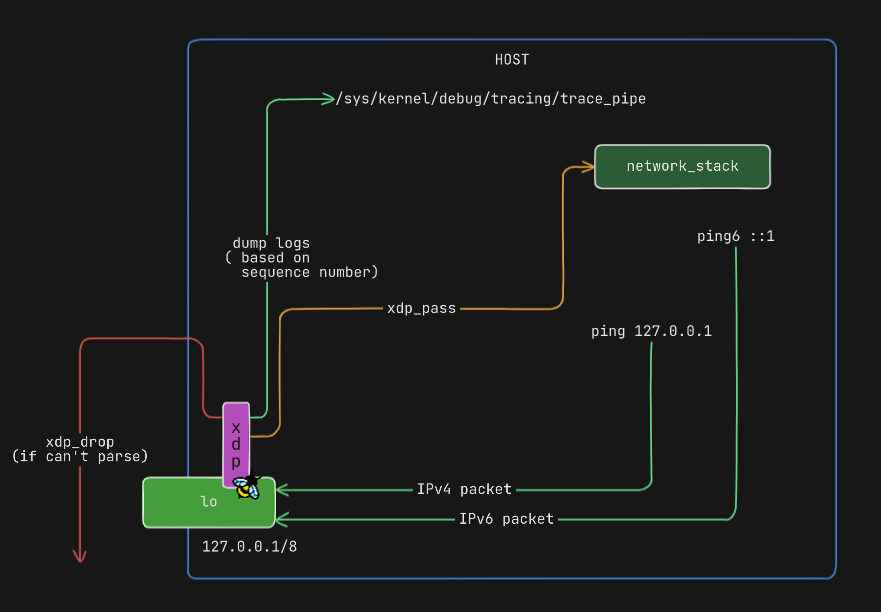 HOST
/sys/kernel/debug/tracing/trace_pipe
network_stack
ping6 ::1
dump logs
( based on
sequence number)
xdp_pass
ping 127.0.0.1
xdp_drop
(if can't parse)
x
d
p
IPv4 packet
lo
IPv6 packet
127.0.0.1/8